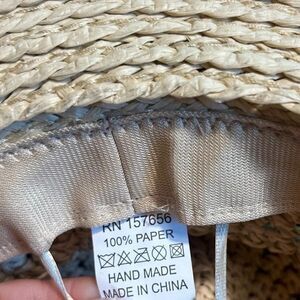 RN 157656
100% PAPER
HAND MADE
MADE IN CHINA